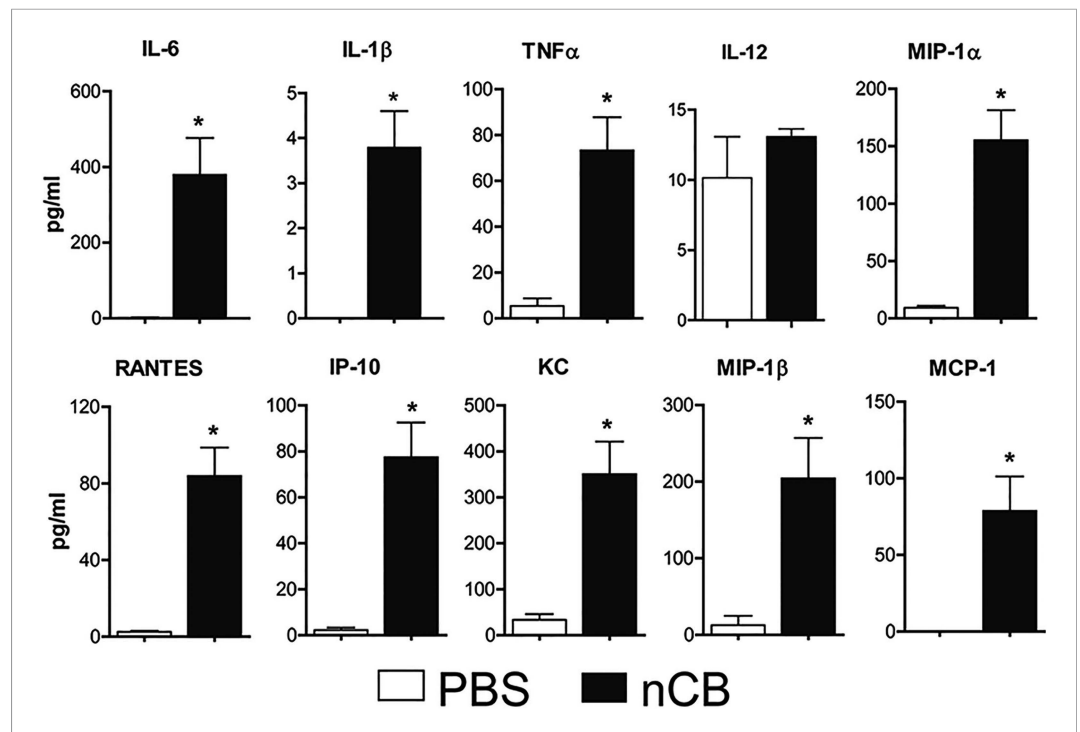 IL-6 IL-1β TNFα IL-12 MIP-1α
600 400 200 0 pg/ml *
5 4 3 2 1 0 *
100 80 60 40 20 0 *
15 10 5 0
200 150 100 50 0 *
RANTES IP-10 KC MIP-1β MCP-1
120 80 40 0 pg/ml *
100 80 60 40 20 0 *
500 400 300 200 100 0 *
300 200 100 0 *
150 100 50 0 *
PBS nCB